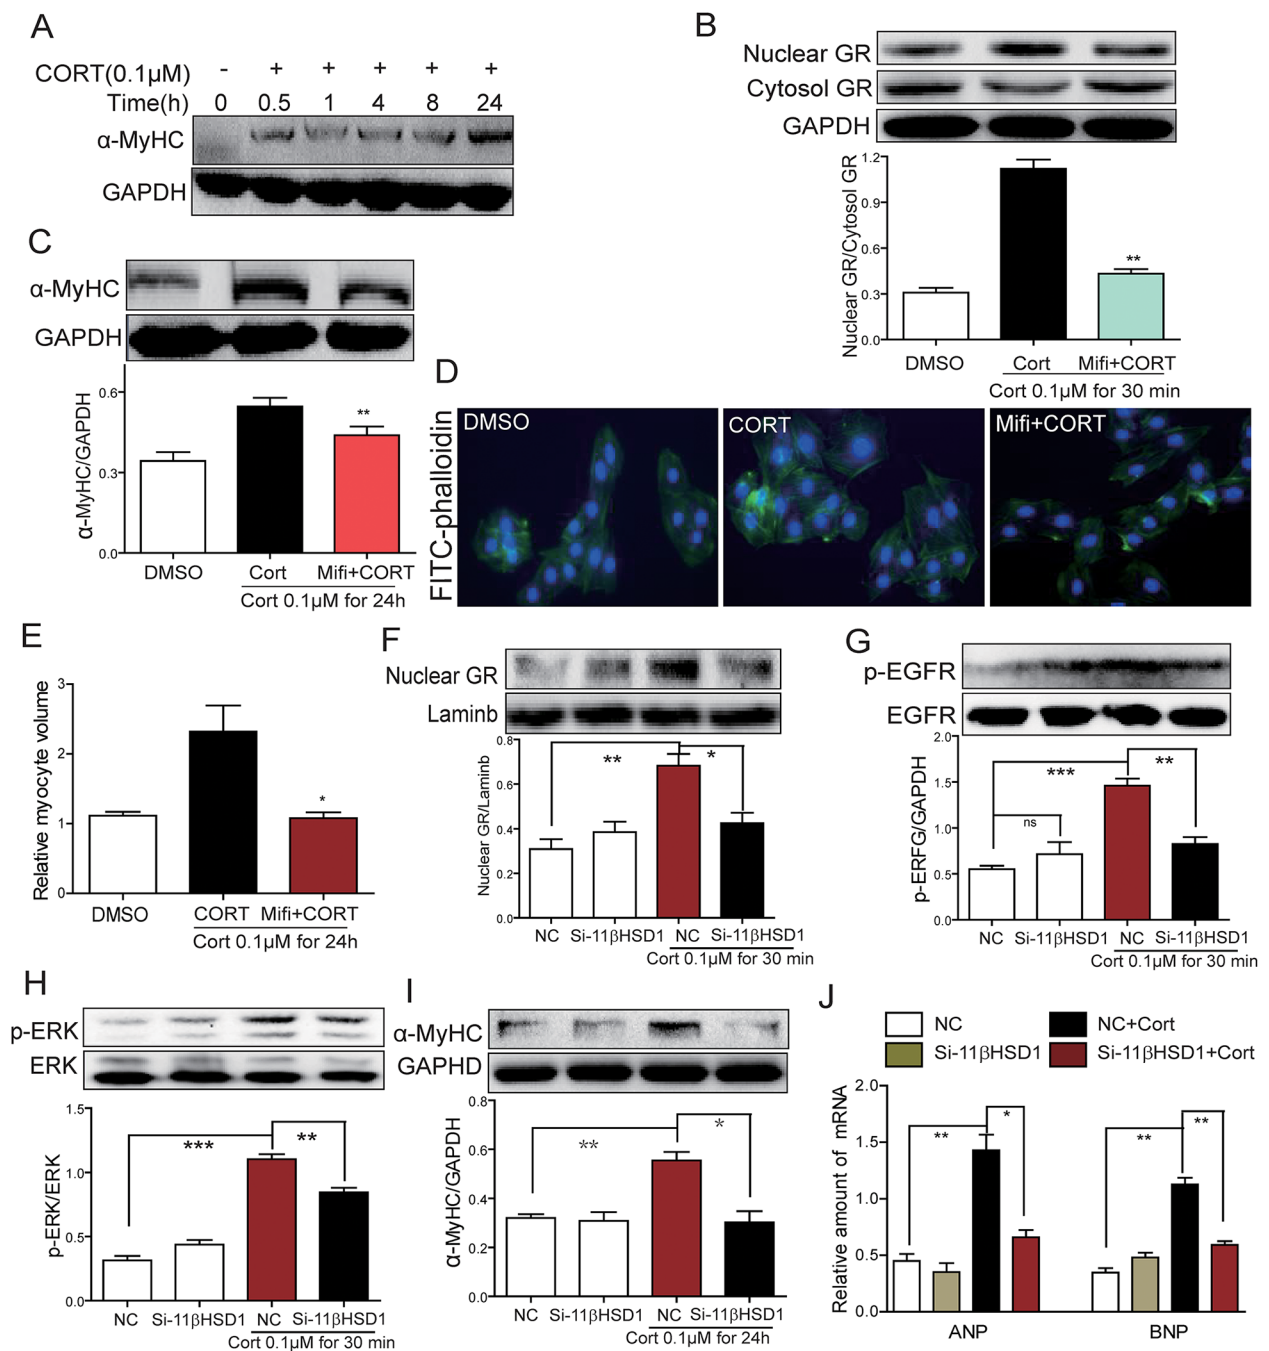 A
CORT(0.1μM) - + + + + +
Time(h) 0 0.5 1 4 8 24
α-MyHC
GAPDH
B
Nuclear GR
Cytosol GR
GAPDH
Nuclear GR/Cytosol GR
1.2
0.9
0.6
0.3
0.0
**
DMSO Cort Mifi+CORT
Cort 0.1μM for 30 min
C
α-MyHC
GAPDH
α-MyHC/GAPDH
0.6
0.3
0.0
**
DMSO Cort Mifi+CORT
Cort 0.1μM for 24h
D
FITC-phalloidin
DMSO
CORT
Mifi+CORT
E
Relative myocyte volume
3
2
1
0
*
DMSO CORT Mifi+CORT
Cort 0.1μM for 24h
F
Nuclear GR
Laminb
Nuclear GR/Laminb
0.8
0.6
0.4
0.2
0.0
** *
NC Si-11βHSD1 NC Si-11βHSD1
Cort 0.1μM for 30 min
G
p-EGFR
EGFR
p-ERFG/GAPDH
2.0
1.5
1.0
0.5
0.0
*** **
ns
NC Si-11βHSD1 NC Si-11βHSD1
Cort 0.1μM for 30 min
H
p-ERK
ERK
p-ERK/ERK
1.5
1.0
0.5
0.0
*** **
NC Si-11βHSD1 NC Si-11βHSD1
Cort 0.1μM for 30 min
I
α-MyHC
GAPHD
α-MyHC/GAPDH
0.8
0.6
0.4
0.2
0.0
** *
NC Si-11βHSD1 NC Si-11βHSD1
Cort 0.1μM for 24h
J
NC NC+Cort
Si-11βHSD1 Si-11βHSD1+Cort
Relative amount of mRNA
2.0
1.5
1.0
0.5
0.0
** * ** **
ANP BNP